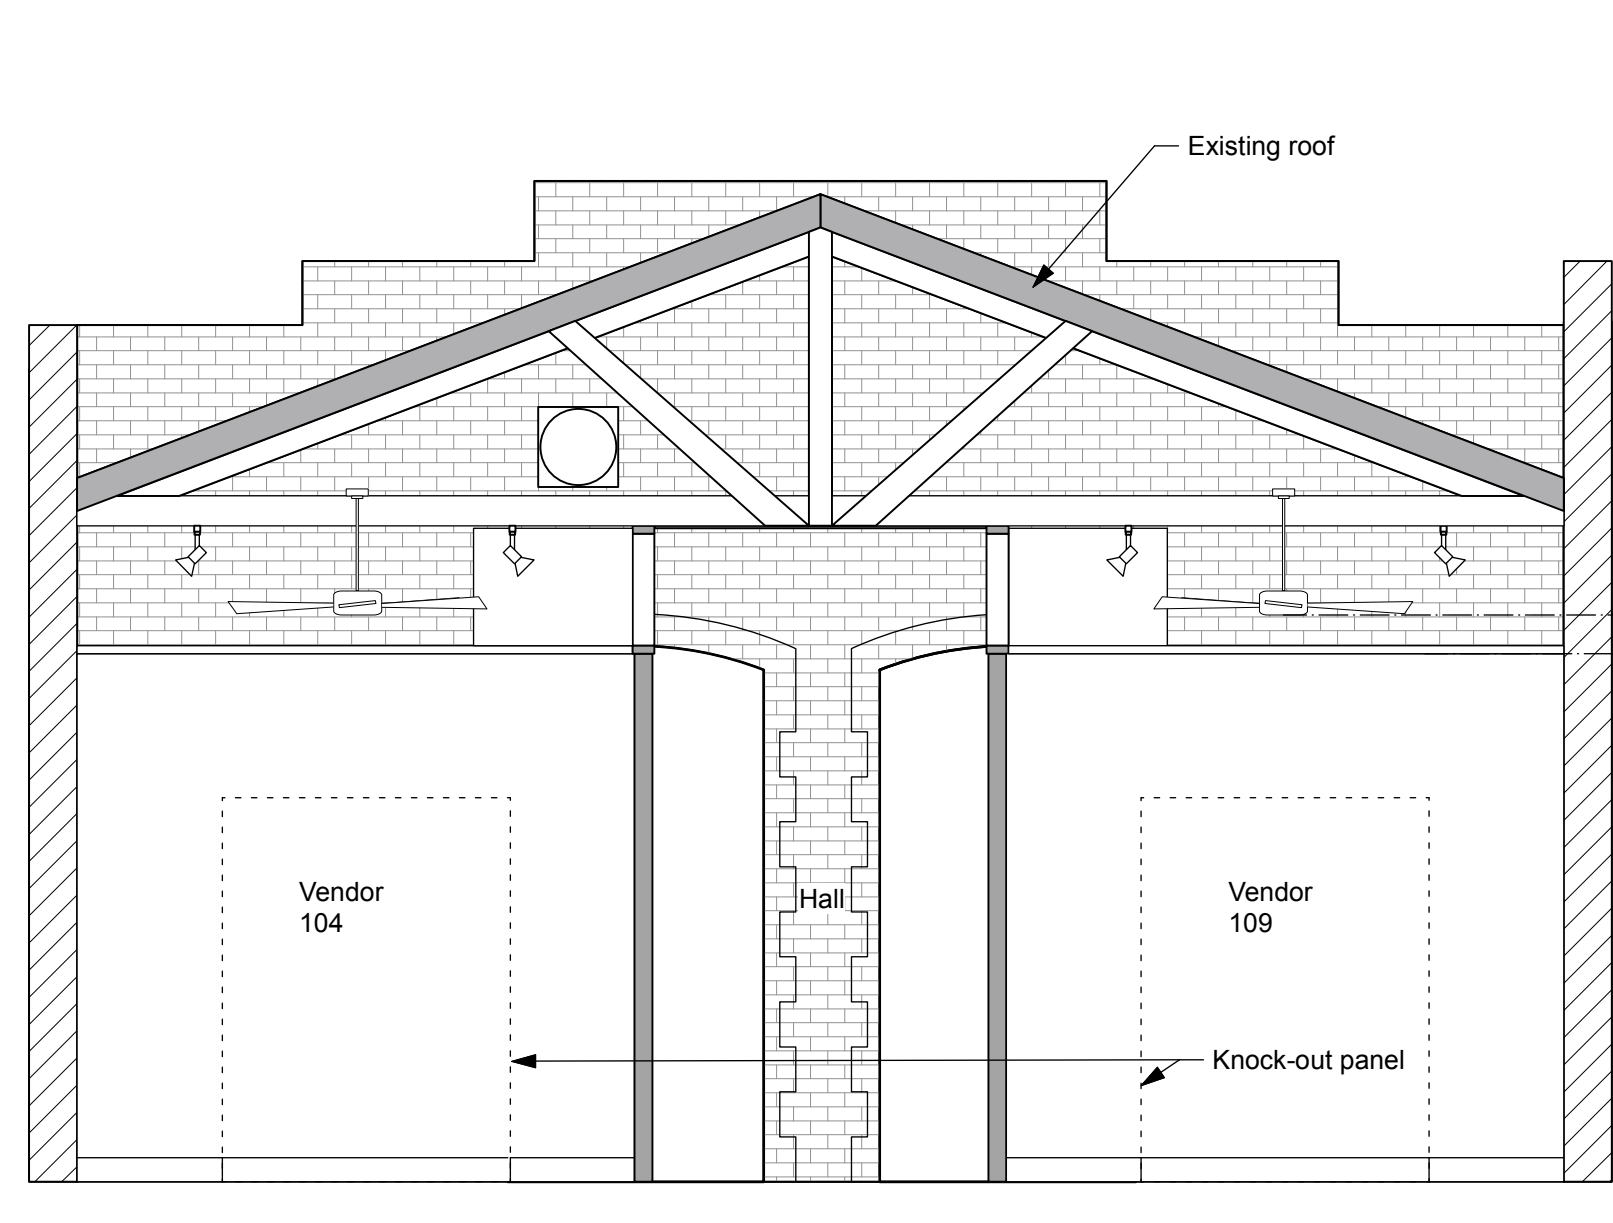 Existing roof
Vendor
104
Hall
Vendor
109
Knock-out panel